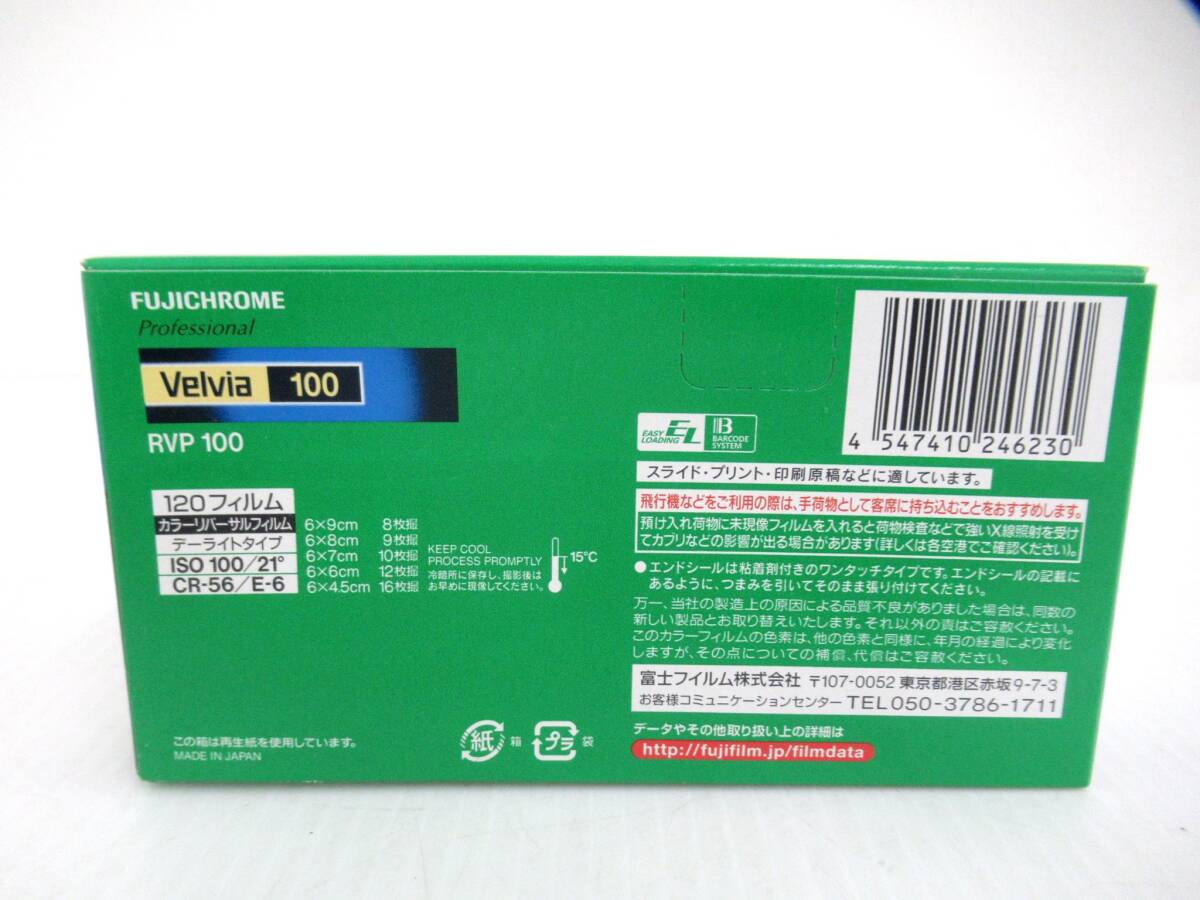 FUJICHROME
Professional
Velvia 100
RVP 100
120フィルム
カラーリバーサルフィルム
デーライトタイプ
ISO 100/21°
CR-56/E-6
6×9cm 8枚撮
6×8cm 9枚撮
6×7cm 10枚撮
6×6cm 12枚撮
6×4.5cm 16枚撮
KEEP COOL
PROCESS PROMPTLY
冷暗所に保存し、撮影後は
お早めに現像してください。
15℃
この箱は再生紙を使用しています。
MADE IN JAPAN
紙 箱 プラ 袋
4 547410 246230
EASY LOADING EL
B BARCODE SYSTEM
スライド・プリント・印刷原稿などに適しています。
飛行機などをご利用の際は、手荷物として客席に持ち込むことをおすすめします。
預け入れ荷物に未現像フィルムを入れると荷物検査などで強いX線照射を受け
てカブリなどの影響が出る場合があります(詳しくは各空港でご確認ください)。
●エンドシールは粘着剤付きのワンタッチタイプです。エンドシールの記載に
あるように、つまみを引いてそのまま張り付けてください。
万一、当社の製造上の原因による品質不良がありました場合は、同数の
新しい製品とお取り替えいたします。それ以外の責はご容赦ください。
このカラーフィルムの色素は、他の色素と同様に、年月の経過により変化
しますが、その点についての補償、代償はご容赦ください。
富士フイルム株式会社 〒107-0052 東京都港区赤坂9-7-3
お客様コミュニケーションセンター TEL050-3786-1711
データやその他取り扱い上の詳細は
http://fujifilm.jp/filmdata